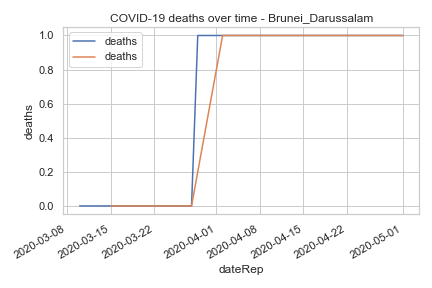 COVID-19 deaths over time - Brunei_Darussalam
deaths
deaths
1.0
0.8
0.6
0.4
0.2
0.0
deaths
2020-03-08
2020-03-15
2020-03-22
2020-04-01
2020-04-08
2020-04-15
2020-04-22
2020-05-01
dateRep